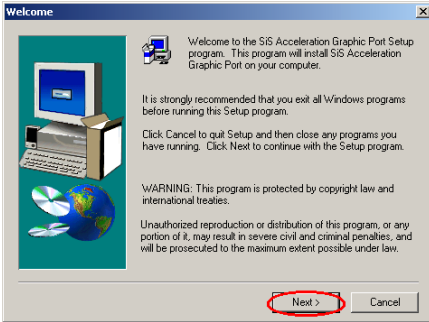 Welcome
Welcome to the SiS Acceleration Graphic Port Setup
program. This program will install SiS Acceleration
Graphic Port on your computer.
It is strongly recommended that you exit all Windows programs
before running this Setup program.
Click Cancel to quit Setup and then close any programs you
have running. Click Next to continue with the Setup program.
WARNING: This program is protected by copyright law and
international treaties.
Unauthorized reproduction or distribution of this program, or any
portion of it, may result in severe civil and criminal penalties, and
will be prosecuted to the maximum extent possible under law.
Next >
Cancel